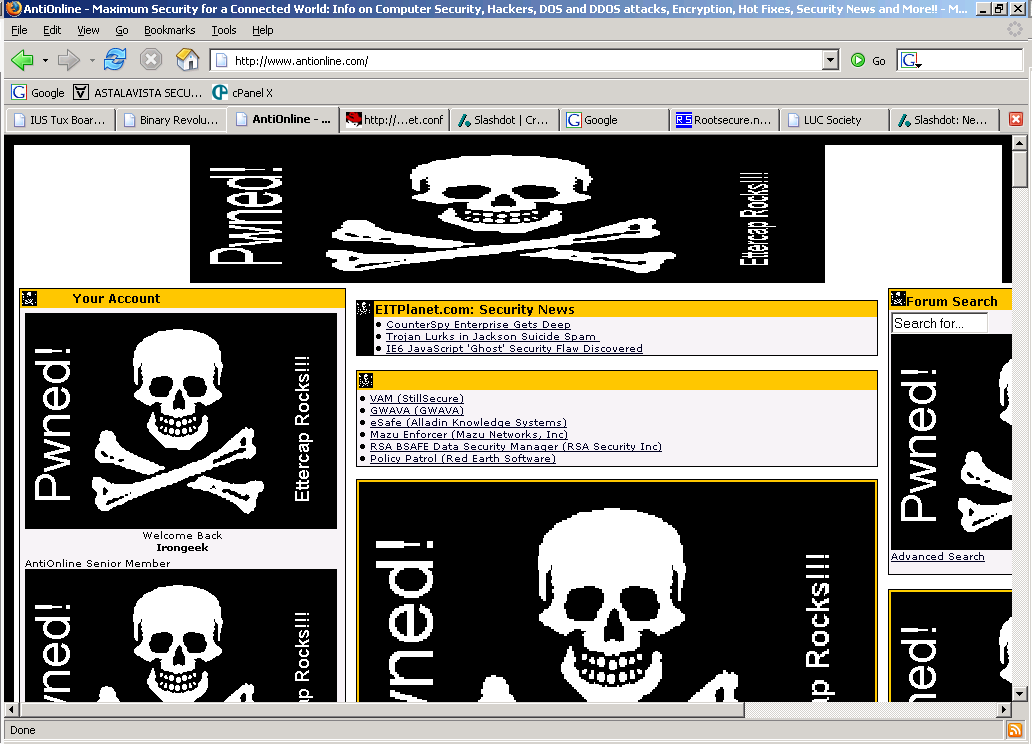 AntiOnline - Maximum Security for a Connected World: Info on Computer Security, Hackers, DOS and DDOS attacks, Encryption, Hot Fixes, Security News and More!! - M...
File Edit View Go Bookmarks Tools Help
http://www.antionline.com/ Go
Google ASTALAVISTA SECU... cPanel X
IUS Tux Boar... Binary Revolu... AntiOnline - ... http://...et.conf Slashdot | Cr... Google Rootsecure.n... LUC Society Slashdot: Ne...
Pwned!
Ettercap Rocks!!!
Your Account
Pwned!
Ettercap Rocks!!!
Welcome Back
Irongeek
AntiOnline Senior Member
wned!
Rocks!!!
EITPlanet.com: Security News
CounterSpy Enterprise Gets Deep
Trojan Lurks in Jackson Suicide Spam
IE6 JavaScript 'Ghost' Security Flaw Discovered
VAM (StillSecure)
GWAVA (GWAVA)
eSafe (Alladin Knowledge Systems)
Mazu Enforcer (Mazu Networks, Inc)
RSA BSAFE Data Security Manager (RSA Security Inc)
Policy Patrol (Red Earth Software)
wned!
ap Rocks!!!
Forum Search
Search for...
Pwned!
Advanced Search
ned!
Done